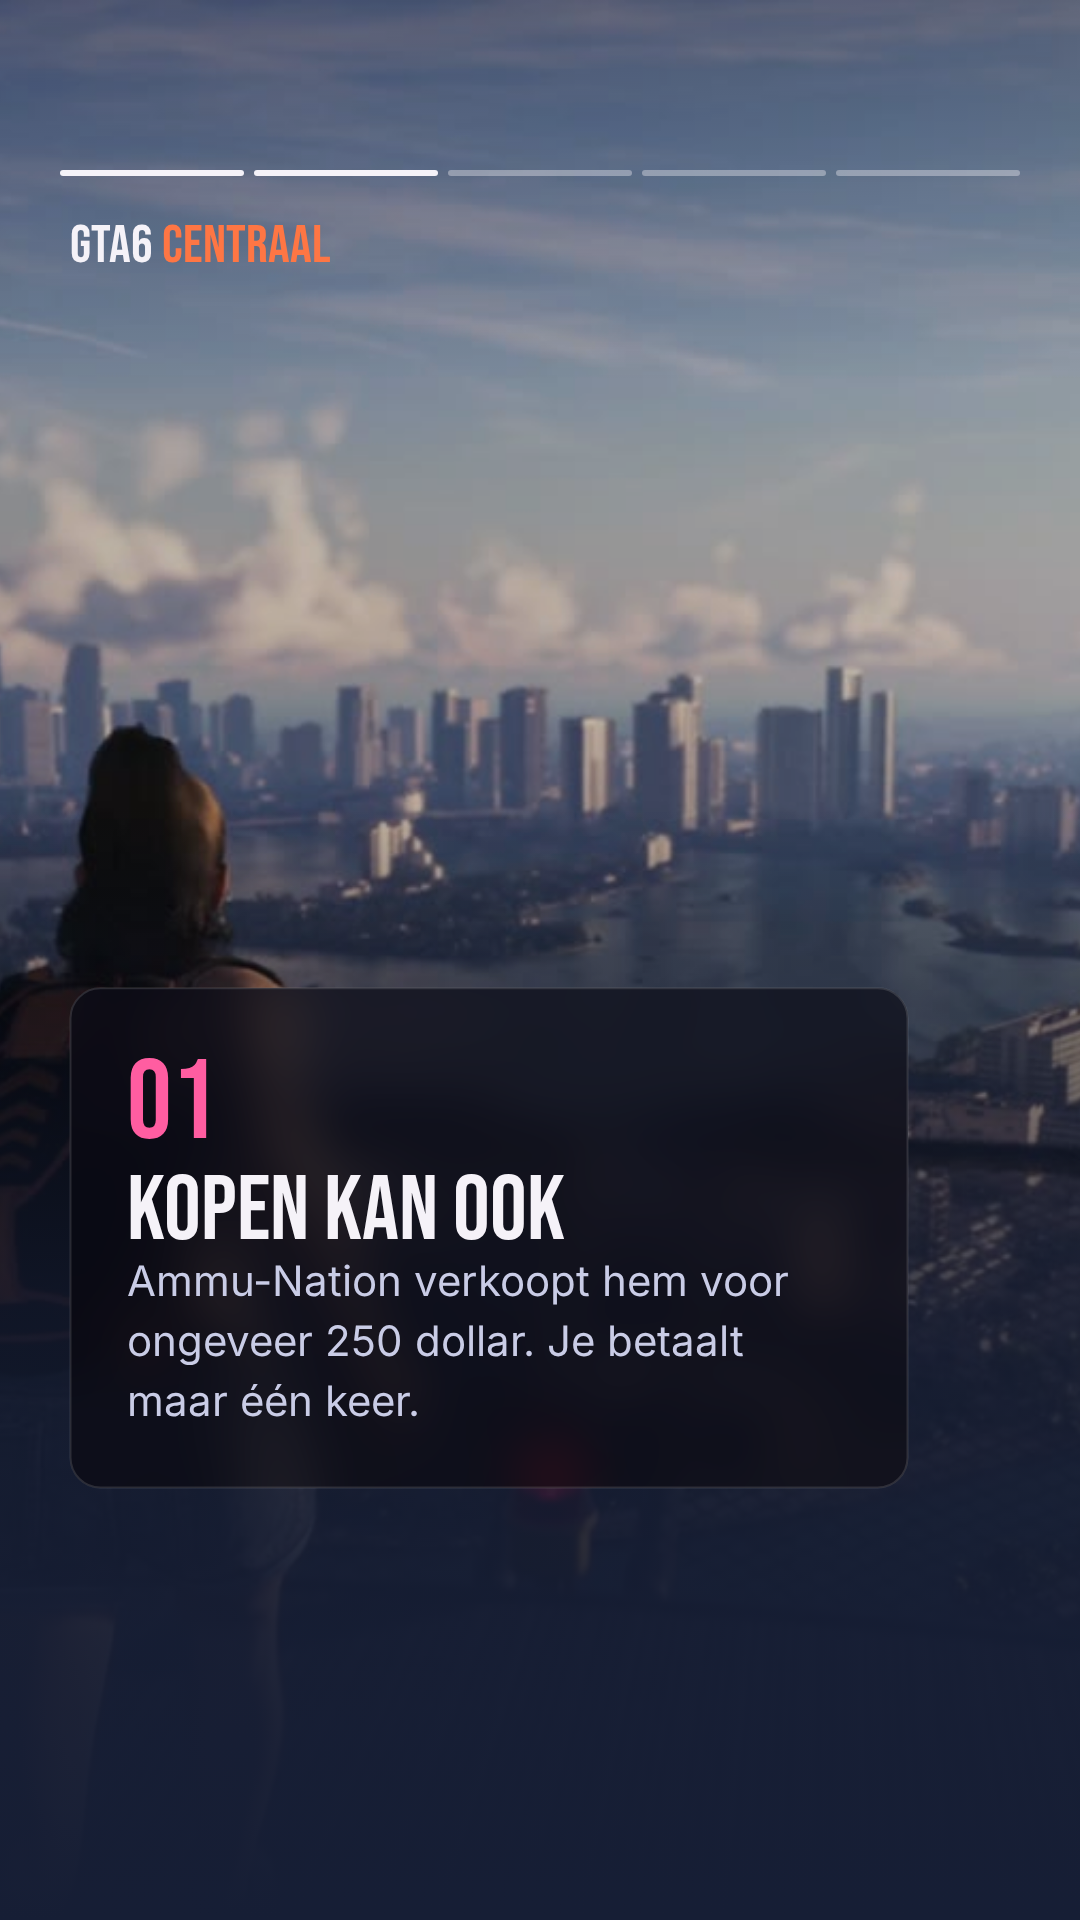 GTA6 CENTRAAL
01
KOPEN KAN OOK
Ammu-Nation verkoopt hem voor
ongeveer 250 dollar. Je betaalt
maar één keer.